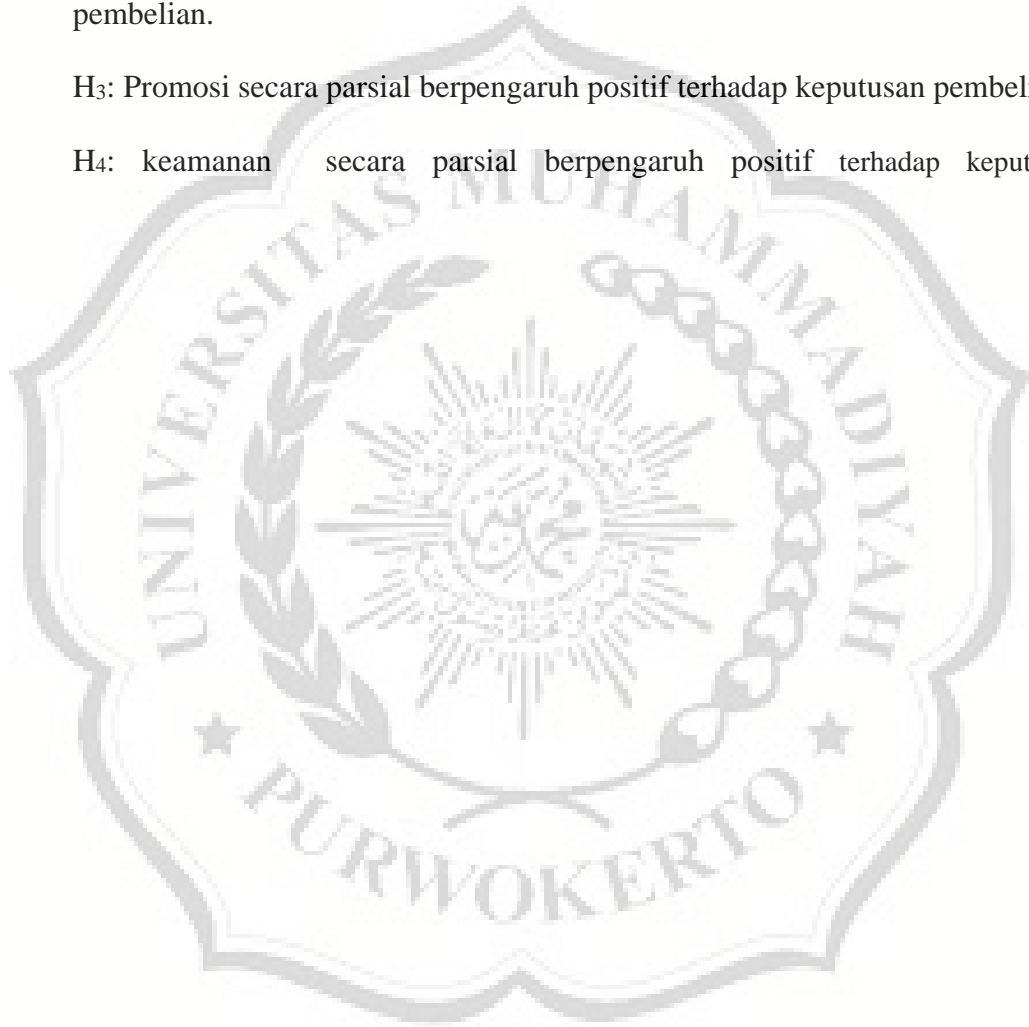 pembelian.
H3: Promosi secara parsial berpengaruh positif terhadap keputusan pembeli
H4: keamanan secara parsial berpengaruh positif terhadap keput
UNIVERSITAS MUHAMMADIYAH
PURWOKERTO